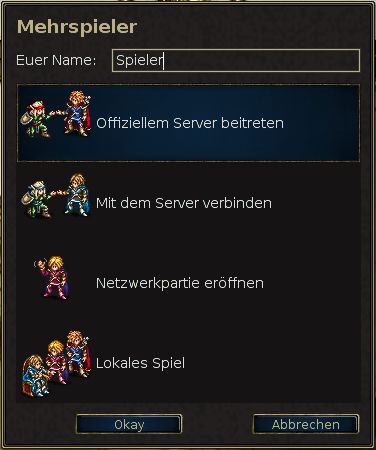 Mehrspieler
Euer Name: Spieler
Offiziellem Server beitreten
Mit dem Server verbinden
Netzwerkpartie eröffnen
Lokales Spiel
Okay Abbrechen